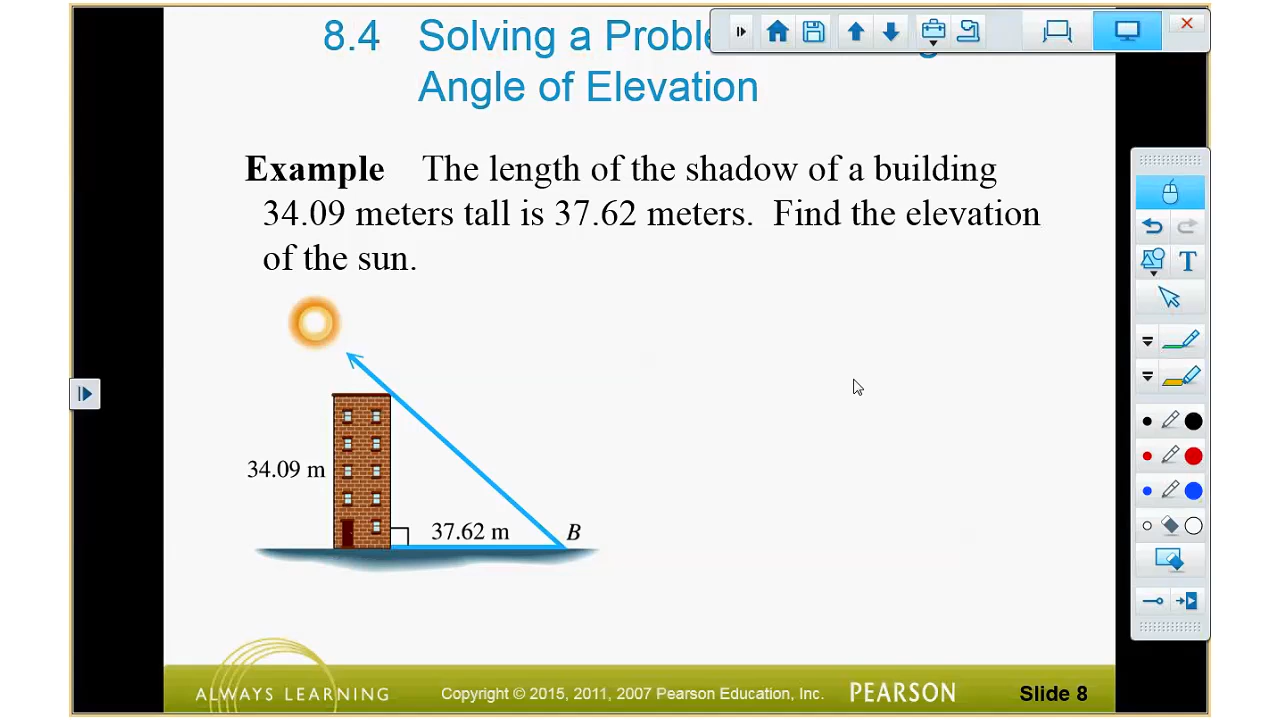 8.4 Solving a Proble
Angle of Elevation
Example The length of the shadow of a building
34.09 meters tall is 37.62 meters. Find the elevation
of the sun.
34.09 m
37.62 m B
T
ALWAYS LEARNING Copyright © 2015, 2011, 2007 Pearson Education, Inc. PEARSON Slide 8